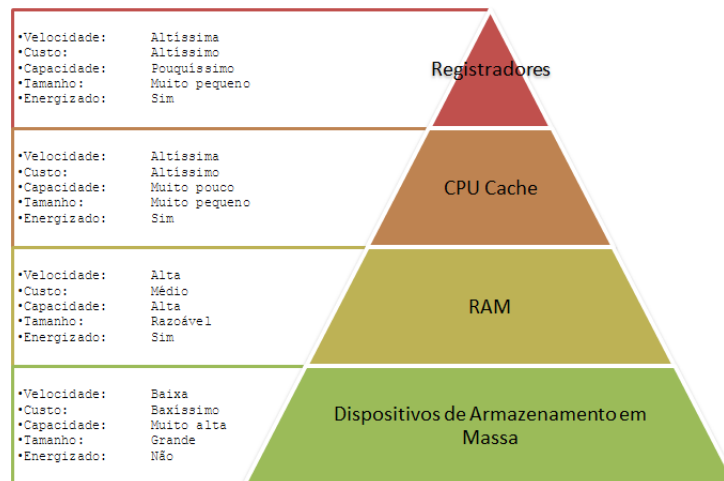 •Velocidade: Altíssima
•Custo: Altíssimo
•Capacidade: Pouquíssimo
•Tamanho: Muito pequeno
•Energizado: Sim
Registradores
•Velocidade: Altíssima
•Custo: Altíssimo
•Capacidade: Muito pouco
•Tamanho: Muito pequeno
•Energizado: Sim
CPU Cache
•Velocidade: Alta
•Custo: Médio
•Capacidade: Alta
•Tamanho: Razoável
•Energizado: Sim
RAM
•Velocidade: Baixa
•Custo: Baxíssimo
•Capacidade: Muito alta
•Tamanho: Grande
•Energizado: Não
Dispositivos de Armazenamento em
Massa